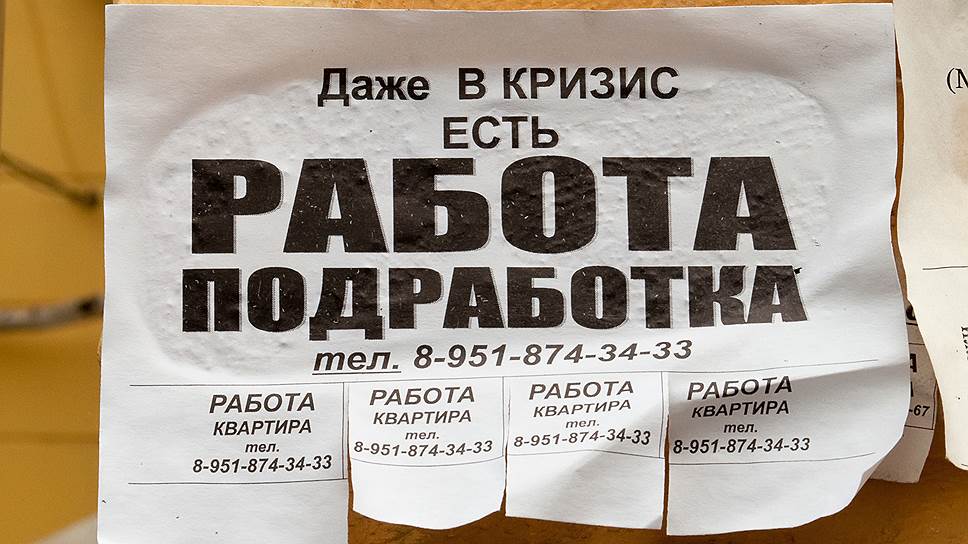 Даже В КРИЗИС
ЕСТЬ
РАБОТА
ПОДРАБОТКА
тел. 8-951-874-34-33
РАБОТА
КВАРТИРА
тел.
8-951-874-34-33
РАБОТА
КВАРТИРА
тел.
8-951-874-34-33
РАБОТА
КВАРТИРА
тел.
8-951-874-34-33
РАБОТА
КВАРТИРА
тел.
8-951-874-34-33
-67